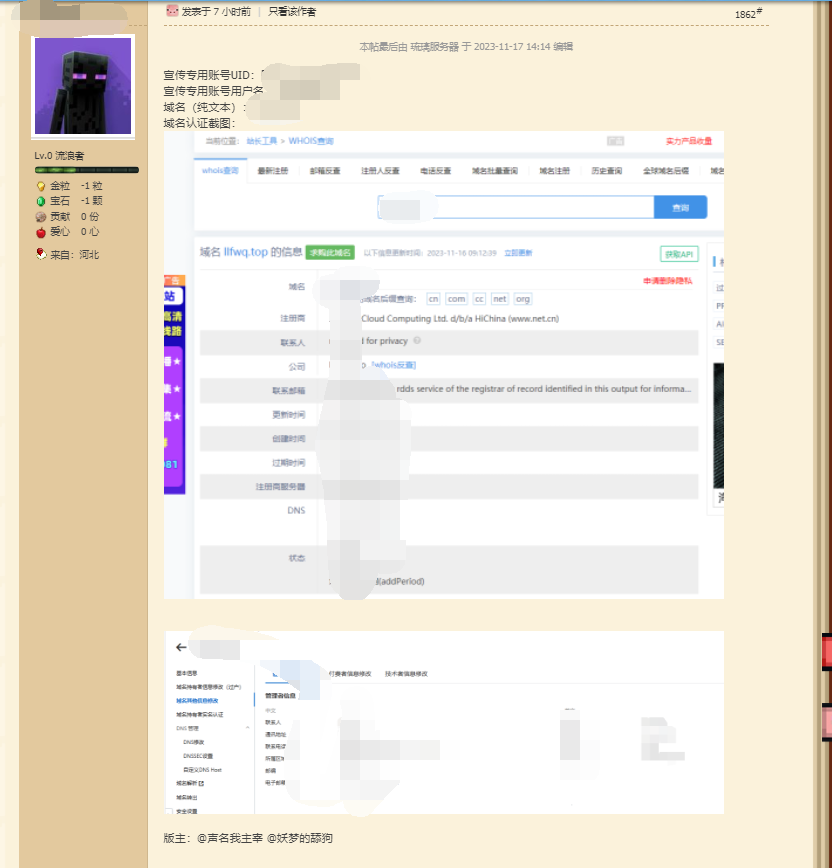 发表于 7 小时前 | 只看该作者
1862#
本帖最后由 琉璃服务器 于 2023-11-17 14:14 编辑
宣传专用账号UID:
宣传专用账号用户名
域名（纯文本）:
域名认证截图:
Lv.0 流浪者
金粒 -1 粒
宝石 -1 颗
贡献 0 份
爱心 0 心
来自: 河北
当前位置: 站长工具 > WHOIS查询
广告
实力产品收量
whois查询 最新注册 邮箱反查 注册人反查 电话反查 域名批量查询 域名注册 历史查询 全球域名后缀 域名
查询
域名 llfwq.top 的信息 求购此域名 以下信息更新时间: 2023-11-16 09:12:39 立即更新 获取API
域名 申请删除隐私
域名后缀查询: cn com cc net org
注册商 Cloud Computing Ltd. d/b/a HiChina (www.net.cn)
联系人 d for privacy
公司 [whois反查]
联系邮箱 rdds service of the registrar of record identified in this output for informa...
更新时间
创建时间
过期时间
注册商服务器
DNS
状态
(addPeriod)
站
高清
线路
081
基本信息
域名持有者信息修改（过户）
域名其他信息修改
域名持有者实名认证
DNS 管理
DNS修改
DNSSEC设置
自定义DNS Host
域名解析
域名转出
安全设置
付费者信息修改 技术者信息修改
管理者信息
中文
联系人
通讯地址
联系电话
所属区域
邮编
电子邮箱
版主: @声名我主宰 @妖梦的舔狗